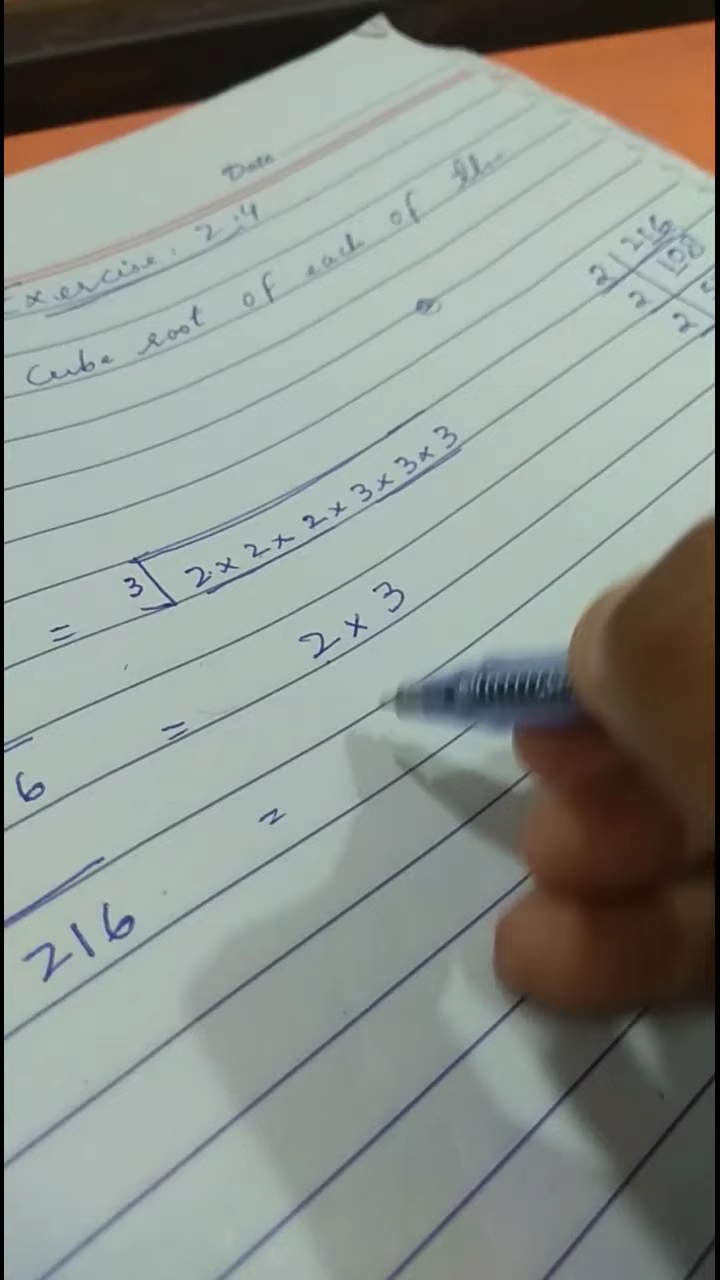 Date
Exercise: 2.4
Cube root of each of
2 | 216
2 | 108
2 | 5
= 3√2 x 2 x 2 x 3 x 3 x 3
6 = 2 x 3
216 =